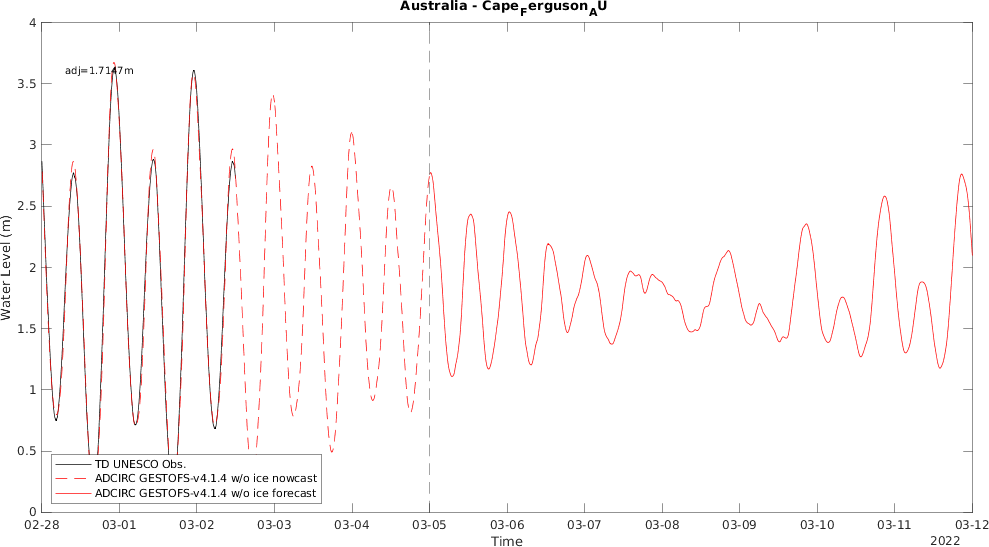 Australia - Cape_Ferguson_AU
adj=1.7147m
4
3.5
3
2.5
2
1.5
1
0.5
0
Water Level (m)
TD UNESCO Obs.
ADCIRC GESTOFS-v4.1.4 w/o ice nowcast
ADCIRC GESTOFS-v4.1.4 w/o ice forecast
02-28 03-01 03-02 03-03 03-04 03-05 03-06 03-07 03-08 03-09 03-10 03-11 03-12
Time
2022